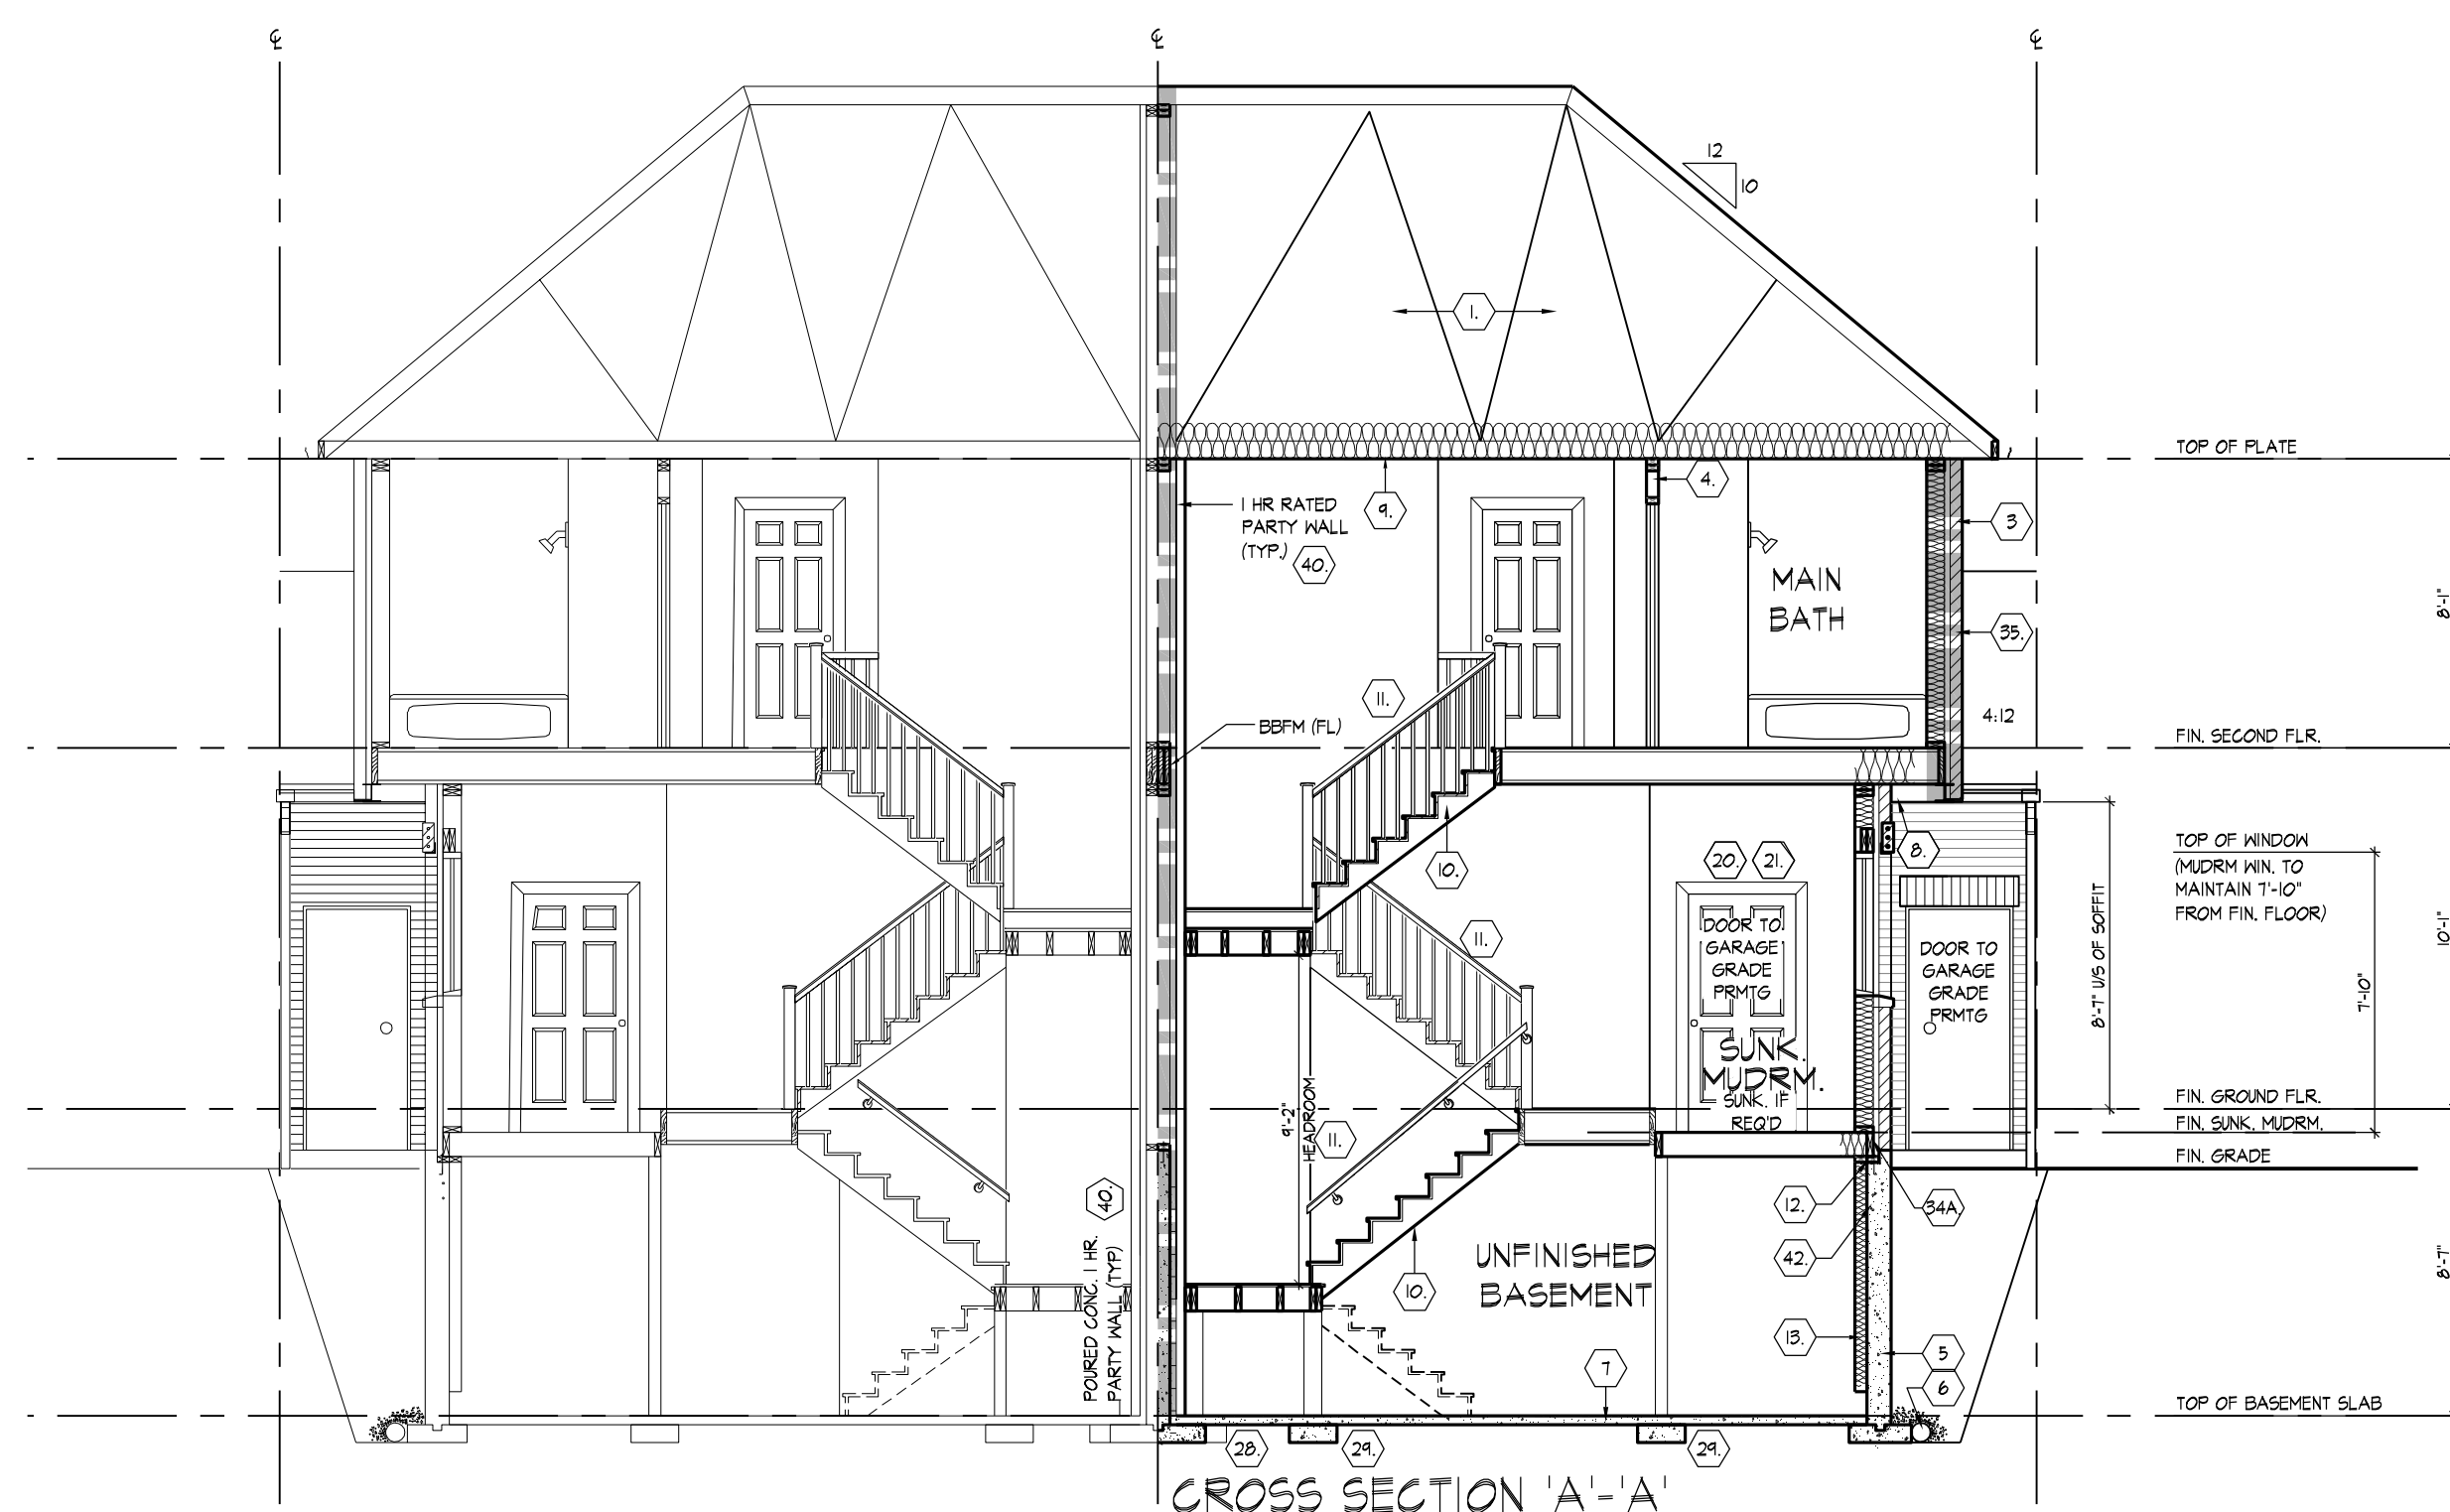 ℄
℄
℄
12
10
1.
TOP OF PLATE
1 HR RATED
PARTY WALL
(TYP.)
40.
9.
4.
3
MAIN
BATH
35.
8'-1"
11.
BBFM (FL)
4:12
FIN. SECOND FLR.
10.
20.
21.
8.
TOP OF WINDOW
(MUDRM WIN. TO
MAINTAIN 7'-10"
FROM FIN. FLOOR)
11.
DOOR TO
GARAGE
GRADE
PRMTG
DOOR TO
GARAGE
GRADE
PRMTG
8'-7" U/S OF SOFFIT
7'-10"
10'-1"
SUNK.
MUDRM.
SUNK. IF
REQ'D
9'-2"
HEADROOM
11.
FIN. GROUND FLR.
FIN. SUNK. MUDRM.
FIN. GRADE
40.
POURED CONC. 1 HR.
PARTY WALL (TYP)
12.
34A.
42.
UNFINISHED
BASEMENT
10.
13.
7
5
6
8'-7"
TOP OF BASEMENT SLAB
28.
29.
29.
CROSS SECTION 'A'-'A'